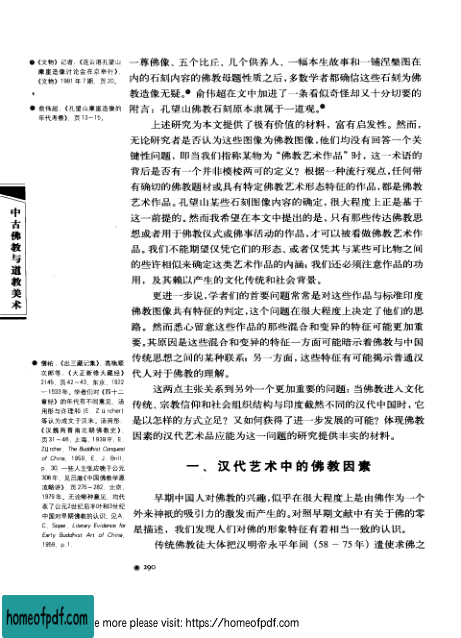 一尊佛像、五个比丘、几个供养人、一幅本生故事和一铺涅槃图在
内的石刻内容的佛教母题性质之后,多数学者都确信这些石刻为佛
教造像无疑。●俞伟超在文中加进了一条看似奇怪却又十分切要的
附言:孔望山佛教石刻原本隶属于一道观。●
上述研究为本文提供了极有价值的材料,富有启发性。然而,
无论研究者是否认为这些图像为佛教图像,他们均没有回答一个关
键性问题,即当我们指称某物为“佛教艺术作品”时,这一术语的
背后是否有一个并非模棱两可的定义?根据一种流行观点,任何带
有确切的佛教题材或具有特定佛教艺术形态特征的作品,都是佛教
艺术作品。孔望山某些石刻图像内容的确定,很大程度上正是基于
这一前提的。然而我希望在本文中提出的是,只有那些传达佛教思
想或者用于佛教仪式或佛事活动的作品,才可以被看做佛教艺术作
品。我们不能期望仅凭它们的形态、或者仅凭其与某些可比物之间
的些许相似来确定这类艺术作品的内涵;我们还必须注意作品的功
用,及其赖以产生的文化传统和社会背景。
更进一步说,学者们的首要问题常常是对这些作品与标准印度
佛教图像共有特征的判定,这个问题在很大程度上决定了他们的思
路。然而悉心留意这些作品的那些混合和变异的特征可能更加重
要,其原因是这些混合和变异的特征一方面可能暗示着佛教与中国
传统思想之间的某种联系;另一方面,这些特征有可能揭示普通汉
代人对于佛教的理解。
这两点主张关系到另外一个更加重要的问题:当佛教进入文化
传统、宗教信仰和社会组织结构与印度截然不同的汉代中国时,它
是以怎样的方式立足?又如何获得了进一步发展的可能?体现佛教
因素的汉代艺术品应能为这一问题的研究提供丰实的材料。
一、汉代艺术中的佛教因素
早期中国人对佛教的兴趣,似乎在很大程度上是由佛作为一个
外来神祇的吸引力的激发而产生的。对照早期文献中有关于佛的零
星描述,我们发现人们对佛的形象特征有着相当一致的认识。
传统佛教徒大体把汉明帝永平年间(58-75年)遣使求佛之
●《文物》记者:《连云港孔望山
摩崖造像讨论会在京举行》,
《文物》1981年7期,页20。
●俞伟超:《孔望山摩崖造像的
年代考察》,页13-15。
中古佛教与道教美术
●僧祐:《出三藏记集》,高楠顺
次郎等:《大正新修大藏经》
2145,页42-43,东京,1922
-1933年。学者们对《四十二
章经》的年代有不同意见,汤
用彤与许理和(E. Zürcher)
等认为成文于汉末。汤用彤:
《汉魏两晋南北朝佛教史》,
页31-46,上海,1938年。E.
Zürcher, The Buddhist Conquest
of China, 1959, E. J. Brill,
p. 30.一些人主张应晚于公元
306年,见吕澂《中国佛教学源
流略讲》,页276-282,北京,
1979年。无论哪种意见,均代
表了公元2世纪后半叶和3世纪
中国对早期佛教的认识。见A.
C. Soper, Literary Evidence for
Early Buddhist Art of China,
1959, p.1.
● 290
homeofpdf.com
e more please visit: https://homeofpdf.com